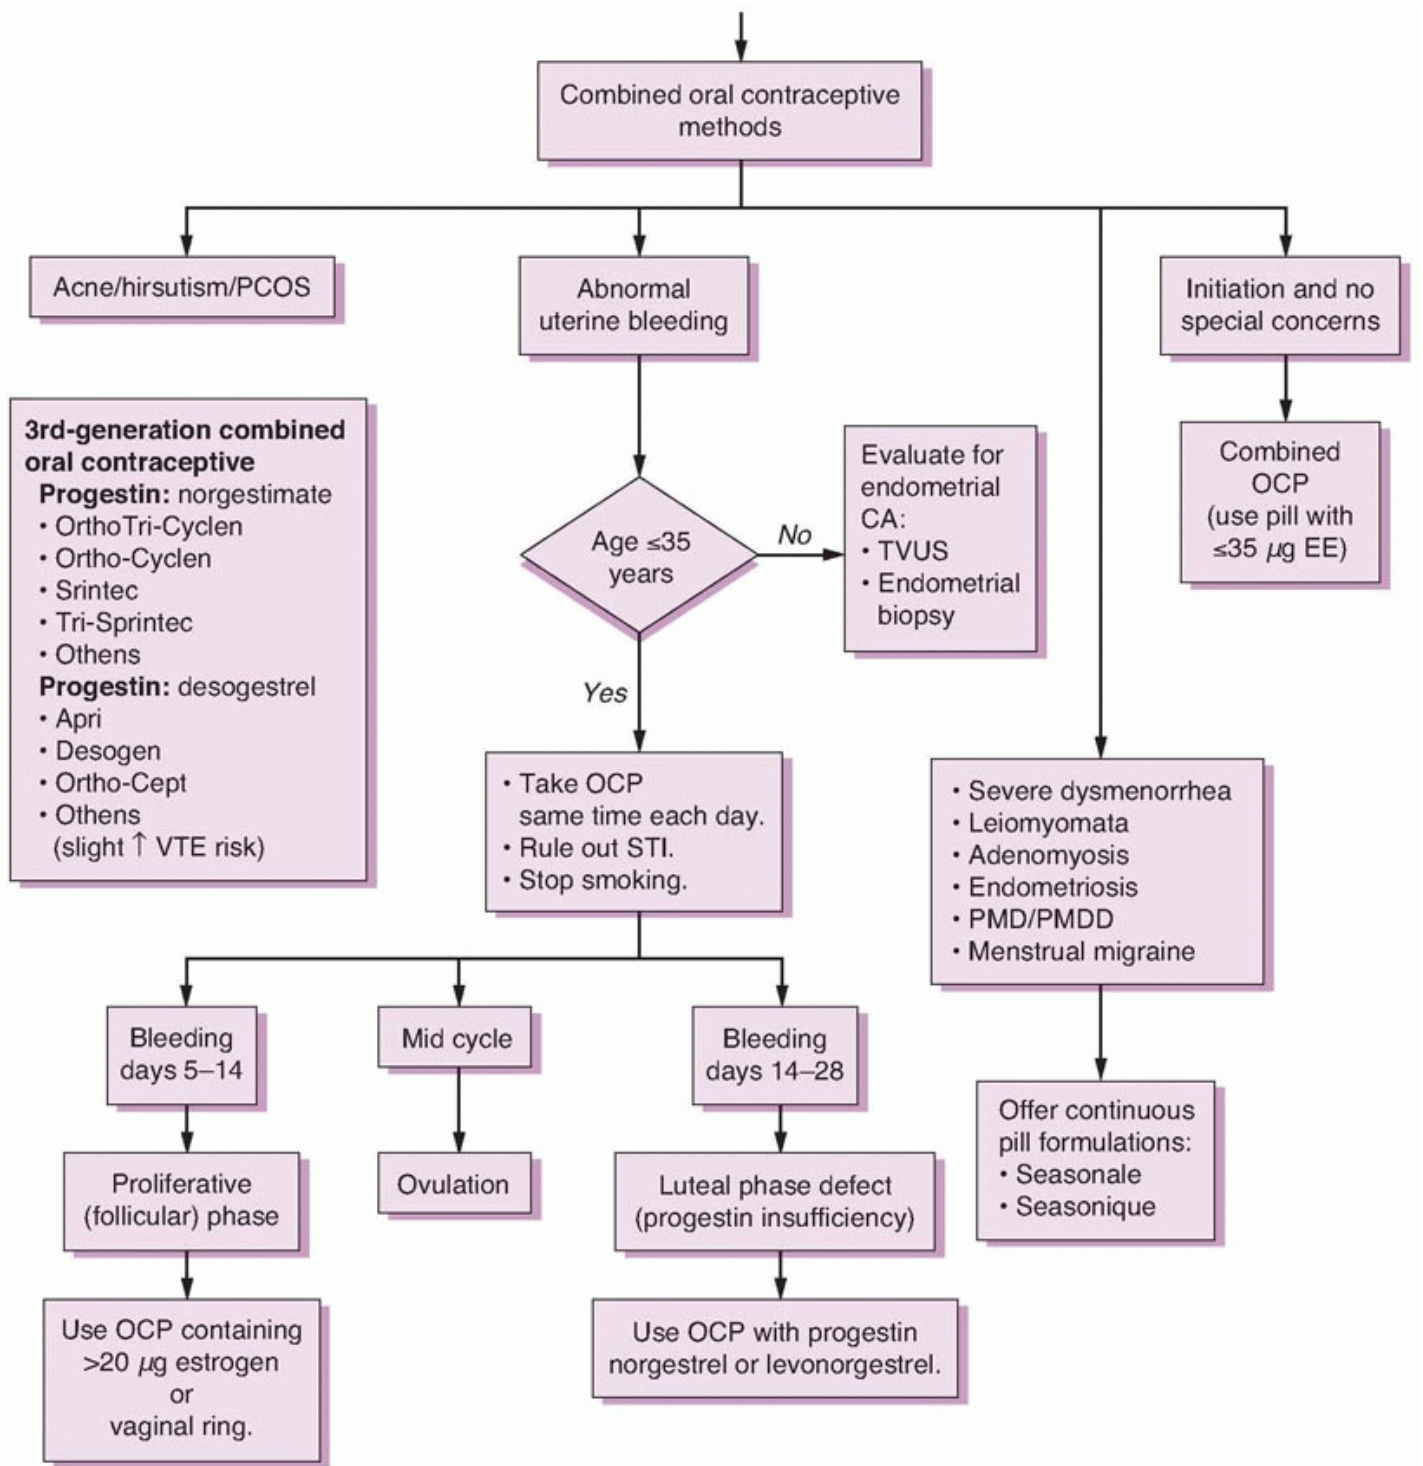 Combined oral contraceptive
methods
Acne/hirsutism/PCOS
Abnormal
uterine bleeding
Initiation and no
special concerns
3rd-generation combined
oral contraceptive
Progestin: norgestimate
• OrthoTri-Cyclen
• Ortho-Cyclen
• Srintec
• Tri-Sprintec
• Othens
Progestin: desogestrel
• Apri
• Desogen
• Ortho-Cept
• Othens
(slight ↑ VTE risk)
Age ≤35
years
No
Evaluate for
endometrial
CA:
• TVUS
• Endometrial
biopsy
Combined
OCP
(use pill with
≤35 µg EE)
Yes
• Take OCP
same time each day.
• Rule out STI.
• Stop smoking.
• Severe dysmenorrhea
• Leiomyomata
• Adenomyosis
• Endometriosis
• PMD/PMDD
• Menstrual migraine
Bleeding
days 5–14
Mid cycle
Bleeding
days 14–28
Proliferative
(follicular) phase
Ovulation
Luteal phase defect
(progestin insufficiency)
Offer continuous
pill formulations:
• Seasonale
• Seasonique
Use OCP containing
>20 µg estrogen
or
vaginal ring.
Use OCP with progestin
norgestrel or levonorgestrel.